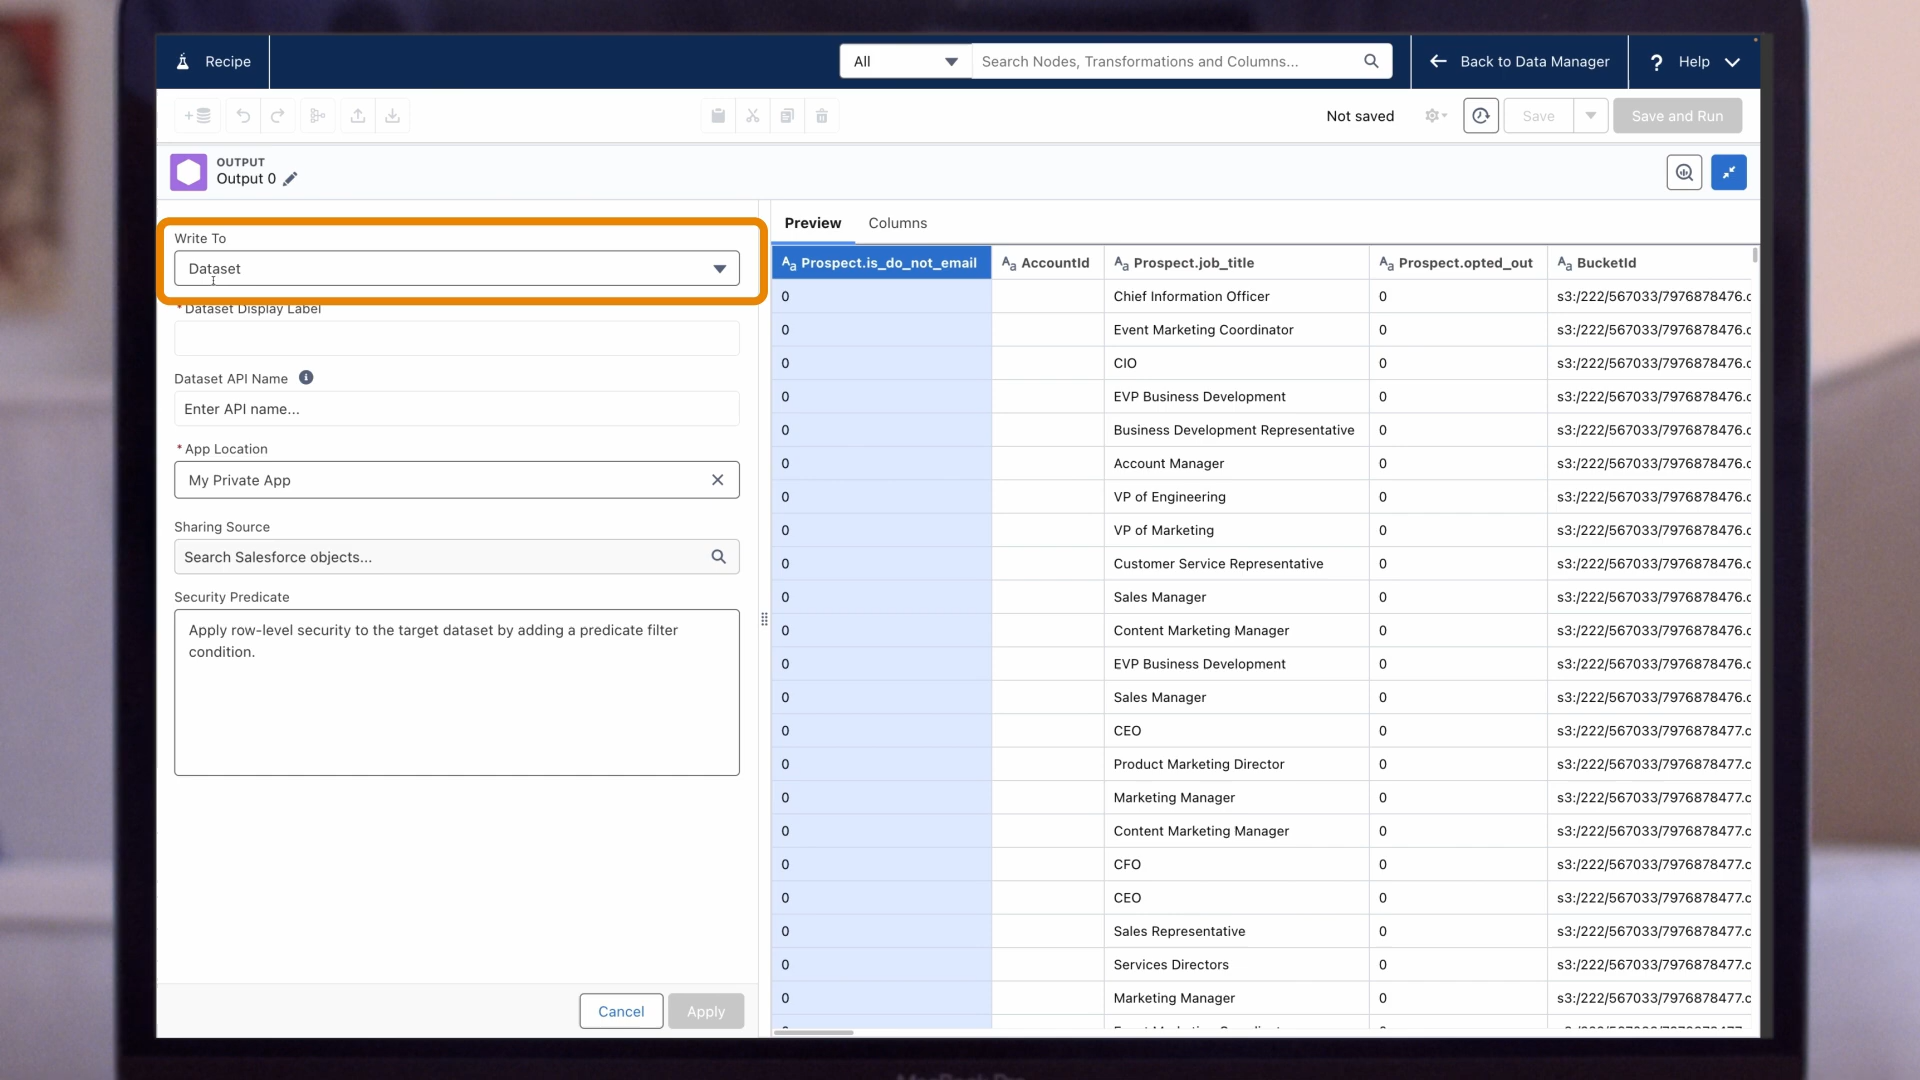 Recipe
All
Search Nodes, Transformations and Columns...
Back to Data Manager
? Help
Not saved
Save
Save and Run
OUTPUT
Output 0
Write To
Dataset
* Dataset Display Label
Dataset API Name
Enter API name...
* App Location
My Private App
Sharing Source
Search Salesforce objects...
Security Predicate
Apply row-level security to the target dataset by adding a predicate filter
condition.
Cancel
Apply
Preview
Columns
Aa Prospect.is_do_not_email Aa AccountId Aa Prospect.job_title Aa Prospect.opted_out Aa BucketId
0 Chief Information Officer 0 s3:/222/567033/7976878476.c
0 Event Marketing Coordinator 0 s3:/222/567033/7976878476.c
0 CIO 0 s3:/222/567033/7976878476.c
0 EVP Business Development 0 s3:/222/567033/7976878476.c
0 Business Development Representative 0 s3:/222/567033/7976878476.c
0 Account Manager 0 s3:/222/567033/7976878476.c
0 VP of Engineering 0 s3:/222/567033/7976878476.c
0 VP of Marketing 0 s3:/222/567033/7976878476.c
0 Customer Service Representative 0 s3:/222/567033/7976878476.c
0 Sales Manager 0 s3:/222/567033/7976878476.c
0 Content Marketing Manager 0 s3:/222/567033/7976878476.c
0 EVP Business Development 0 s3:/222/567033/7976878476.c
0 Sales Manager 0 s3:/222/567033/7976878476.c
0 CEO 0 s3:/222/567033/7976878477.c
0 Product Marketing Director 0 s3:/222/567033/7976878477.c
0 Marketing Manager 0 s3:/222/567033/7976878477.c
0 Content Marketing Manager 0 s3:/222/567033/7976878477.c
0 CFO 0 s3:/222/567033/7976878477.c
0 CEO 0 s3:/222/567033/7976878477.c
0 Sales Representative 0 s3:/222/567033/7976878477.c
0 Services Directors 0 s3:/222/567033/7976878477.c
0 Marketing Manager 0 s3:/222/567033/7976878477.c